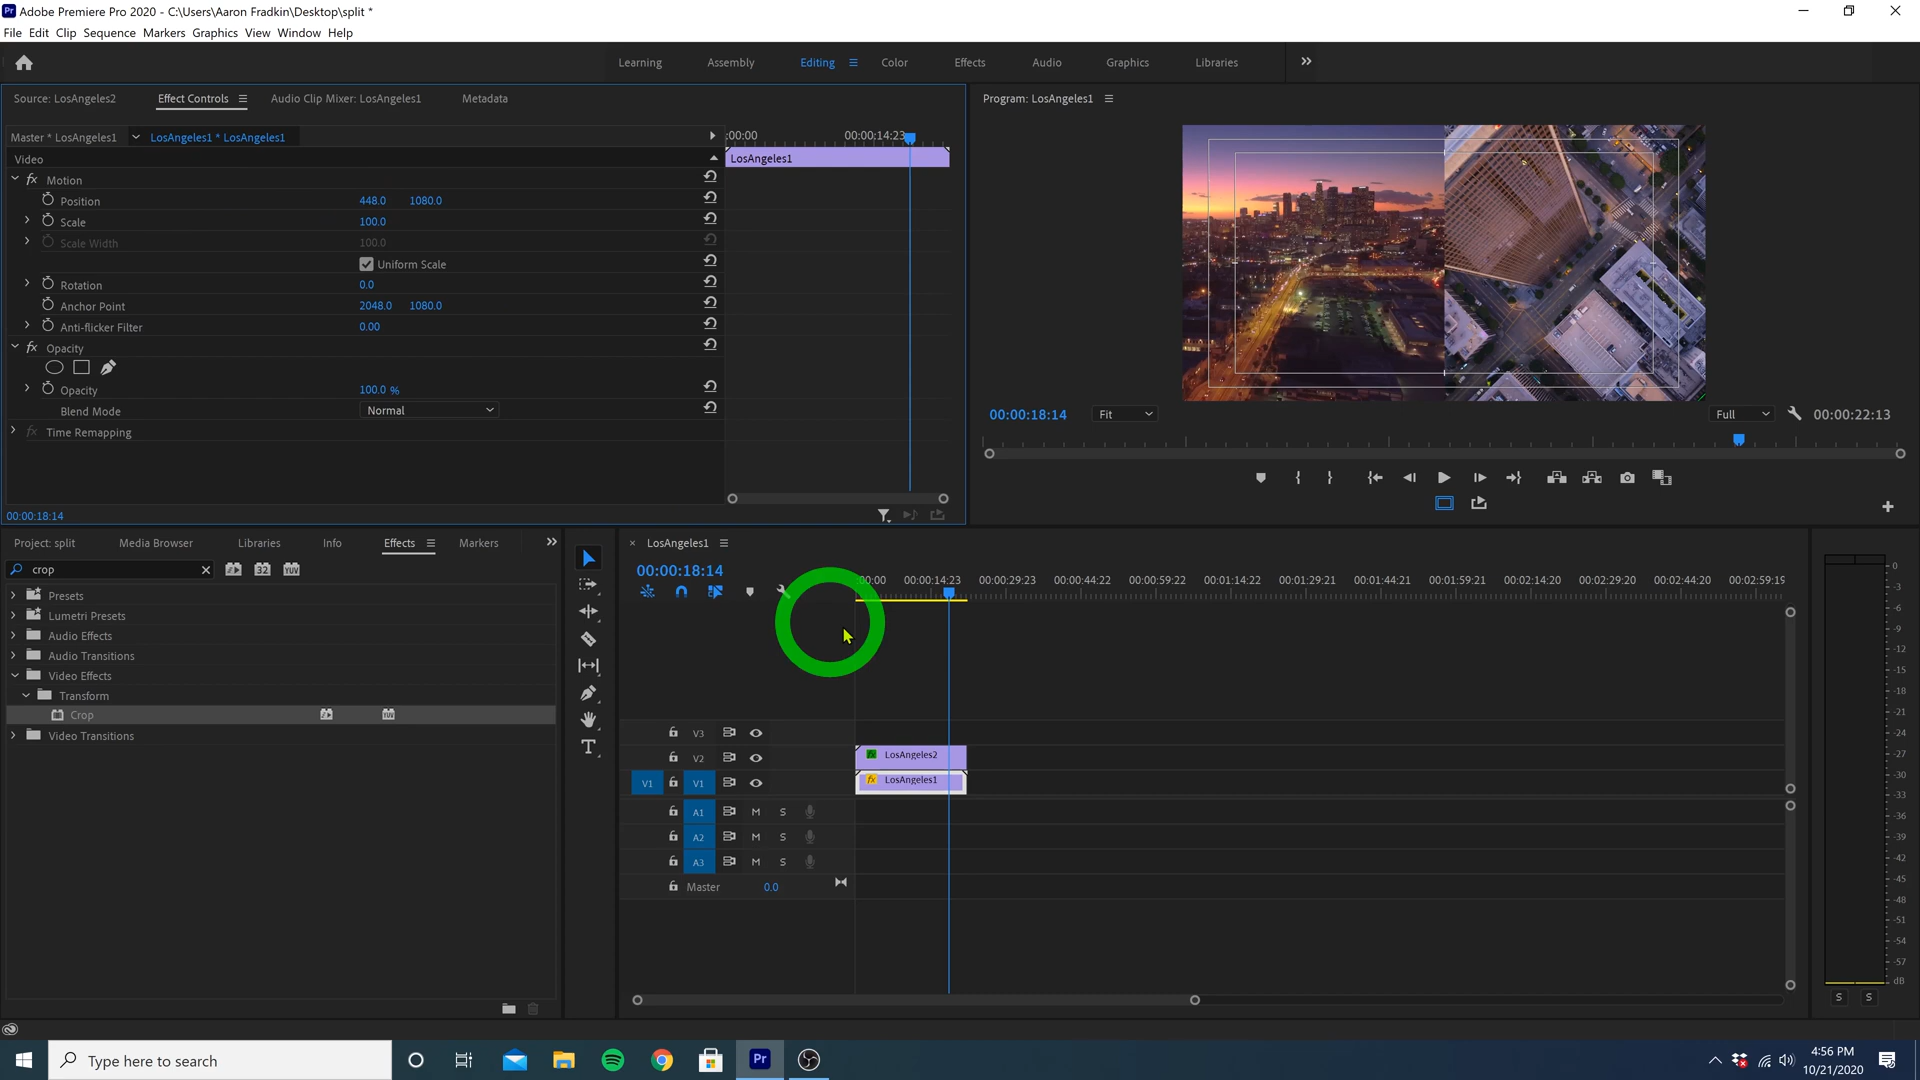 Adobe Premiere Pro 2020 - C:\Users\Aaron Fradkin\Desktop\split *
File Edit Clip Sequence Markers Graphics View Window Help
Learning Assembly Editing Color Effects Audio Graphics Libraries
Source: LosAngeles2 Effect Controls Audio Clip Mixer: LosAngeles1 Metadata
Program: LosAngeles1
Master * LosAngeles1 LosAngeles1 * LosAngeles1
:00:00 00:00:14:23
Video
LosAngeles1
fx Motion
Position 448.0 1080.0
Scale 100.0
Scale Width 100.0
Uniform Scale
Rotation 0.0
Anchor Point 2048.0 1080.0
Anti-flicker Filter 0.00
fx Opacity
Opacity 100.0 %
Blend Mode Normal
fx Time Remapping
00:00:18:14
00:00:18:14 Fit Full 00:00:22:13
Project: split Media Browser Libraries Info Effects Markers
crop
32 YUV
Presets
Lumetri Presets
Audio Effects
Audio Transitions
Video Effects
Transform
Crop
YUV
Video Transitions
T
LosAngeles1
00:00:18:14
:00:00 00:00:14:23 00:00:29:23 00:00:44:22 00:00:59:22 00:01:14:22 00:01:29:21 00:01:44:21 00:01:59:21 00:02:14:20 00:02:29:20 00:02:44:20 00:02:59:19
V3
V2 fx LosAngeles2
V1 V1 fx LosAngeles1
A1 M S
A2 M S
A3 M S
Master 0.0
0
-3
-6
-9
-12
-15
-18
-21
-24
-27
-30
-33
-36
-39
-42
-45
-48
-51
-54
-57
dB
S S
Type here to search
Pr
4:56 PM
10/21/2020